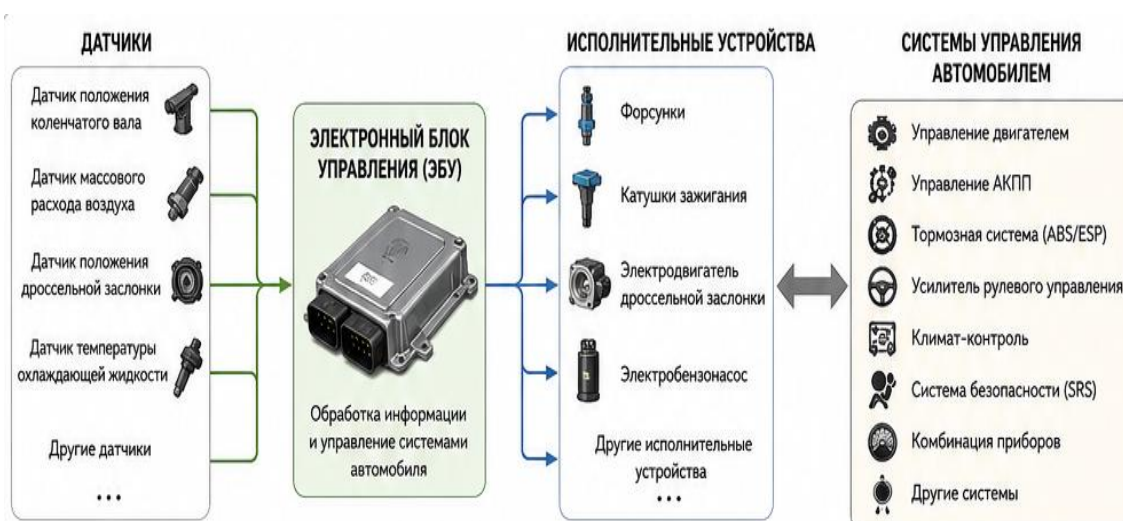 ДАТЧИКИ
Датчик положения
коленчатого вала
Датчик массового
расхода воздуха
Датчик положения
дроссельной заслонки
Датчик температуры
охлаждающей жидкости
Другие датчики
...
ЭЛЕКТРОННЫЙ БЛОК
УПРАВЛЕНИЯ (ЭБУ)
Обработка информации
и управление системами
автомобиля
ИСПОЛНИТЕЛЬНЫЕ УСТРОЙСТВА
Форсунки
Катушки зажигания
Электродвигатель
дроссельной заслонки
Электробензонасос
Другие исполнительные
устройства
...
СИСТЕМЫ УПРАВЛЕНИЯ
АВТОМОБИЛЕМ
Управление двигателем
Управление АКПП
Тормозная система (ABS/ESP)
Усилитель рулевого управления
Климат-контроль
Система безопасности (SRS)
Комбинация приборов
Другие системы